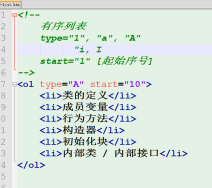 <!--
有序列表
type="1", "a", "A"
"i, I
start="1" [起始序号]
-->
<ol type="A" start="10">
<li>类的定义</li>
<li>成员变量</li>
<li>行为方法</li>
<li>构造器</li>
<li>初始化块</li>
<li>内部类 / 内部接口</li>
</ol>